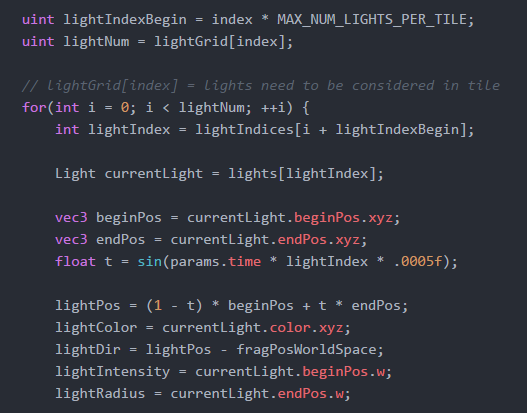 uint lightIndexBegin = index * MAX_NUM_LIGHTS_PER_TILE;
uint lightNum = lightGrid[index];
// LightGrid[index] = lights need to be considered in tile
for(int i = 0; i < lightNum; ++i) {
int lightIndex = lightIndices[i + lightIndexBegin];
Light currentLight = lights[lightIndex];
vec3 beginPos = currentLight.beginPos.xyz;
vec3 endPos = currentLight.endPos.xyz;
float t = sin(params.time * lightIndex * .0005f);
lightPos = (1 - t) * beginPos + t * endPos;
lightColor = currentLight.color.xyz;
lightDir = lightPos - fragPosWorldSpace;
lightIntensity = currentLight.beginPos.w;
lightRadius = currentLight.endPos.w;